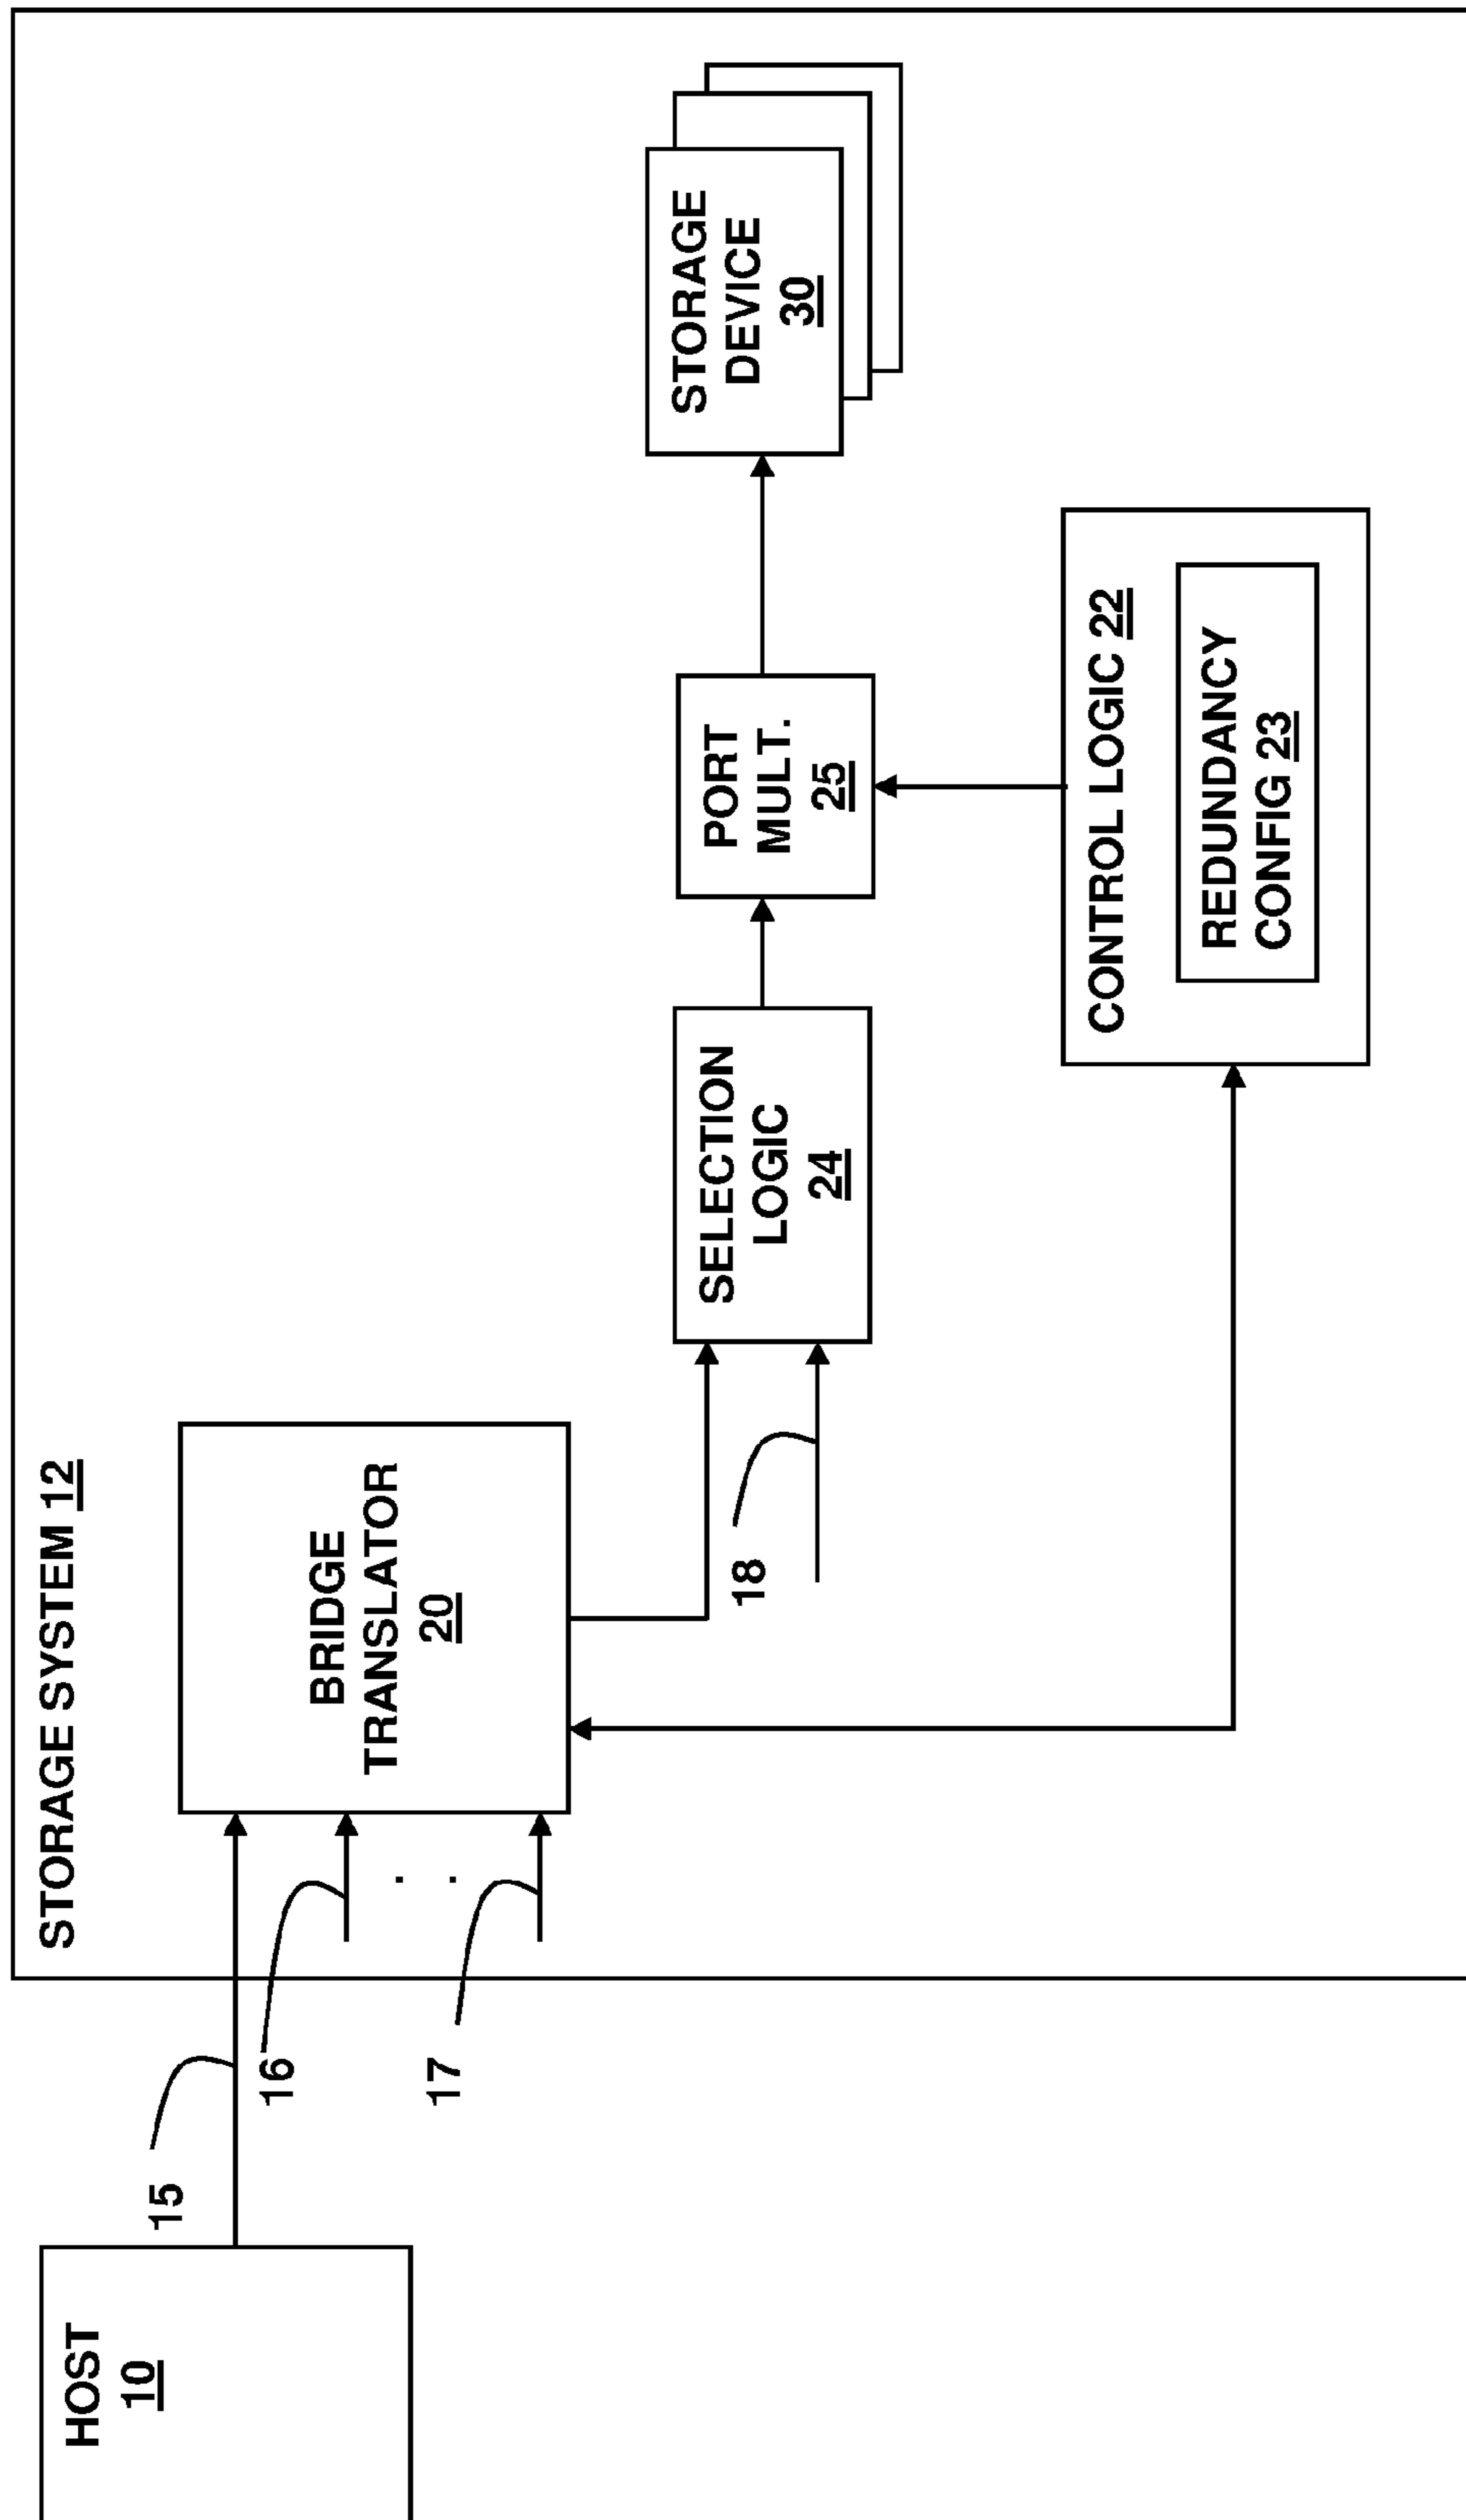 HOST
10
15
16
17
STORAGE SYSTEM 12
BRIDGE
TRANSLATOR
20
18
SELECTION
LOGIC
24
PORT
MULT.
25
STORAGE
DEVICE
30
CONTROL LOGIC 22
REDUNDANCY
CONFIG 23